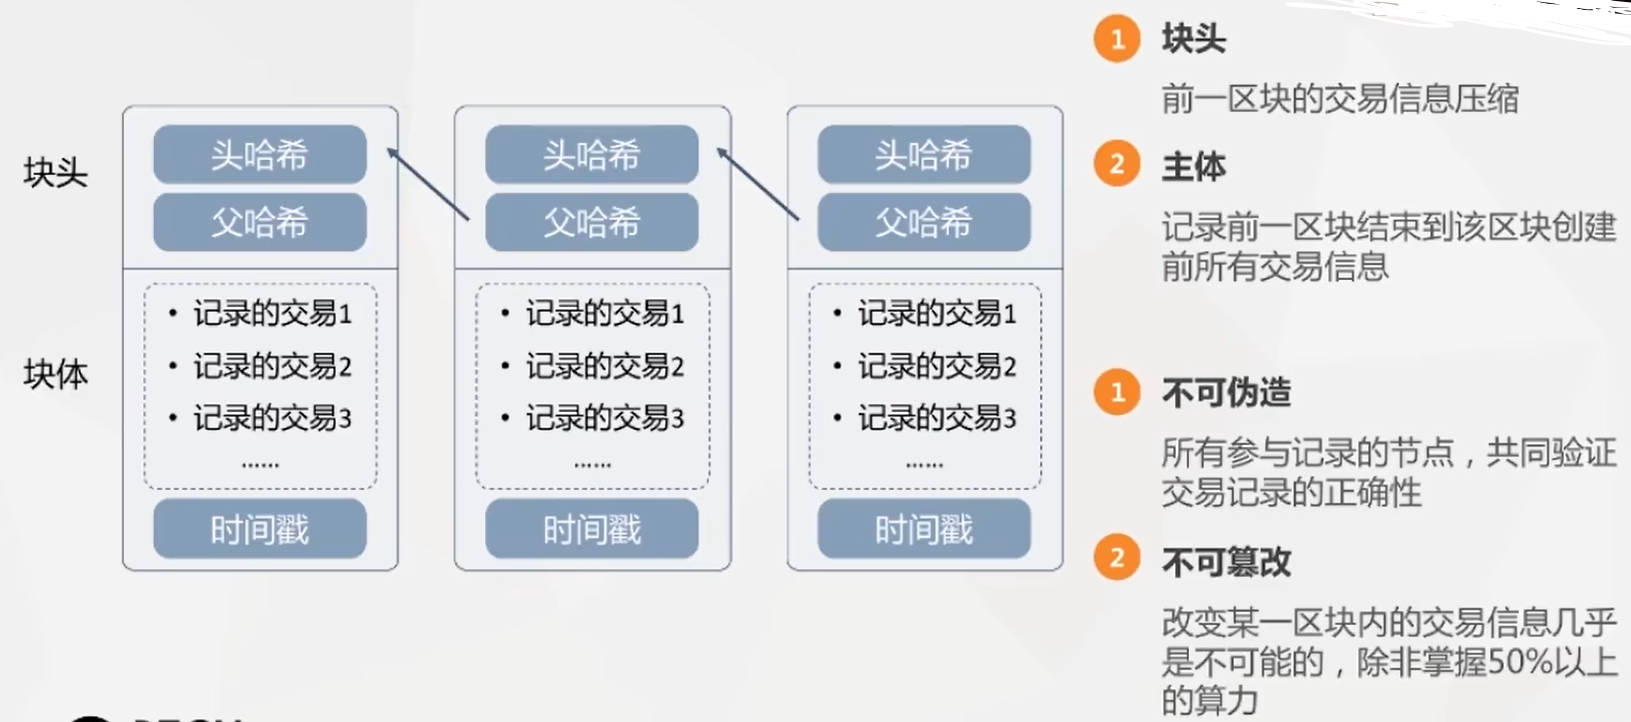 块头
头哈希
父哈希
头哈希
父哈希
头哈希
父哈希
块体
• 记录的交易1
• 记录的交易2
• 记录的交易3
......
时间戳
• 记录的交易1
• 记录的交易2
• 记录的交易3
......
时间戳
• 记录的交易1
• 记录的交易2
• 记录的交易3
......
时间戳
1 块头
前一区块的交易信息压缩
2 主体
记录前一区块结束到该区块创建
前所有交易信息
1 不可伪造
所有参与记录的节点，共同验证
交易记录的正确性
2 不可篡改
改变某一区块内的交易信息几乎
是不可能的，除非掌握50%以上
的算力